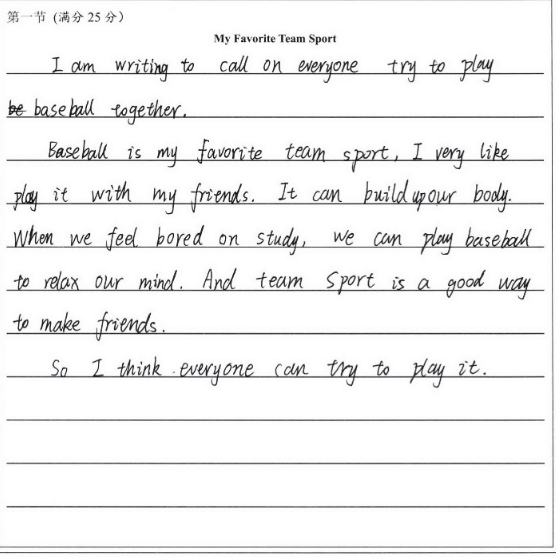 第一节 (满分 25 分)
My Favorite Team Sport
I am writing to call on everyone try to play
be baseball together.
Baseball is my favorite team sport, I very like
play it with my friends. It can build up our body.
When we feel bored on study, we can play baseball
to relax our mind. And team sport is a good way
to make friends.
So I think everyone can try to play it.